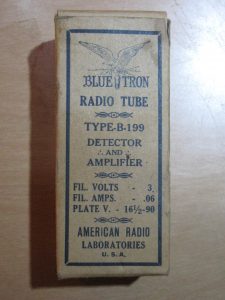 BLUE TRON
RADIO TUBE
TYPE-B-199
DETECTOR
AND
AMPLIFIER
FIL. VOLTS - 3.
FIL. AMPS. - .06
PLATE V. - 16½-90
AMERICAN RADIO
LABORATORIES
U. S. A.